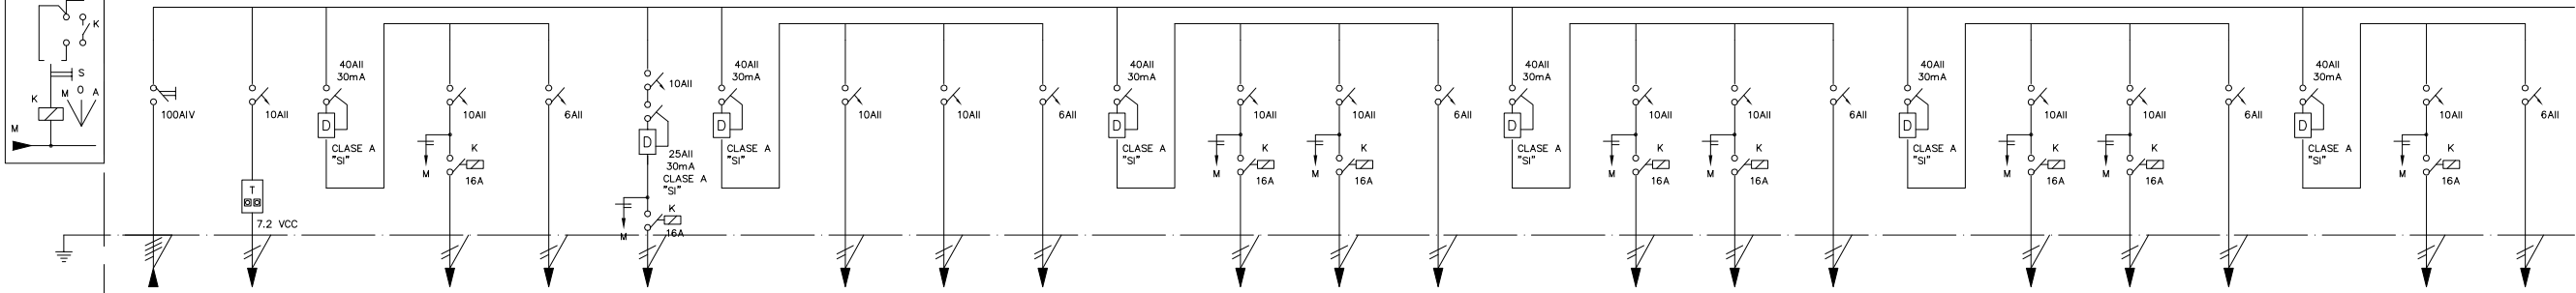 K
S
M O A
K
M
100AIV
10AII
T
7.2 VCC
40AII
30mA
D
CLASE A
"SI"
10AII
M
K
16A
6AII
10AII
D
25AII
30mA
CLASE A
"SI"
M
K
16A
40AII
30mA
D
CLASE A
"SI"
10AII
10AII
6AII
40AII
30mA
D
CLASE A
"SI"
10AII
M
K
16A
10AII
M
K
16A
6AII
40AII
30mA
D
CLASE A
"SI"
10AII
M
K
16A
10AII
M
K
16A
6AII
40AII
30mA
D
CLASE A
"SI"
10AII
M
K
16A
10AII
M
K
16A
6AII
40AII
30mA
D
CLASE A
"SI"
10AII
M
K
16A
6AII